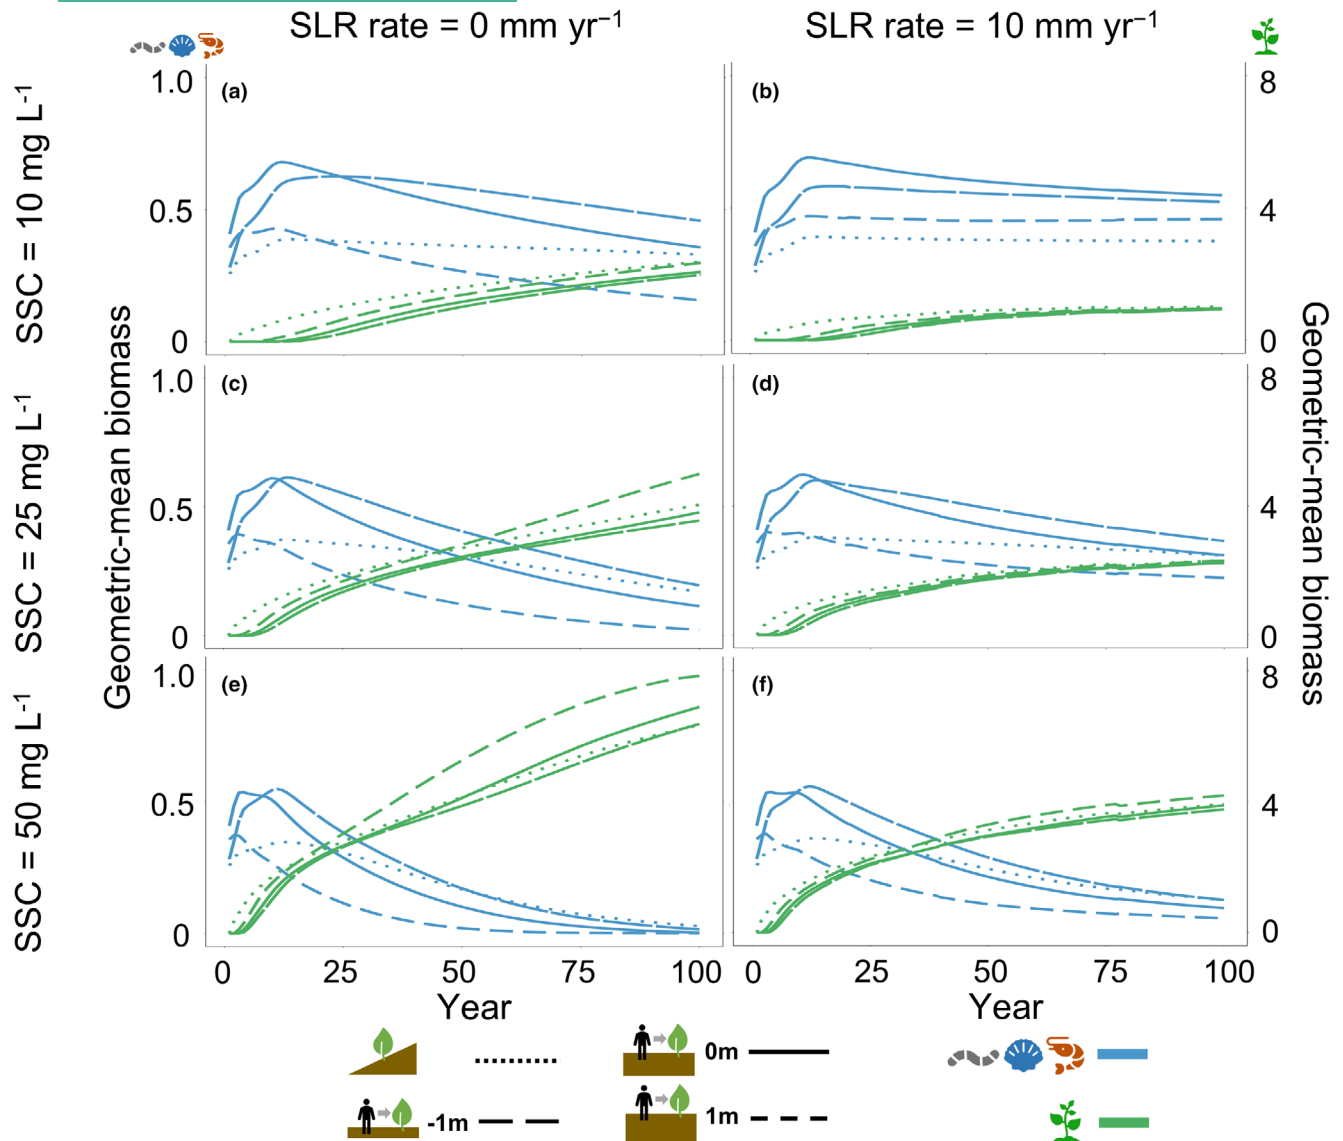 SLR rate = 0 mm yr⁻¹
SLR rate = 10 mm yr⁻¹
SSC = 10 mg L⁻¹
SSC = 25 mg L⁻¹
SSC = 50 mg L⁻¹
Geometric-mean biomass
Geometric-mean biomass
(a)
1.0
0.5
0
(b)
8
4
0
(c)
1.0
0.5
0
(d)
8
4
0
(e)
1.0
0.5
0
(f)
8
4
0
0 25 50 75 100
0 25 50 75 100
Year
Year
0m
-1m
1m